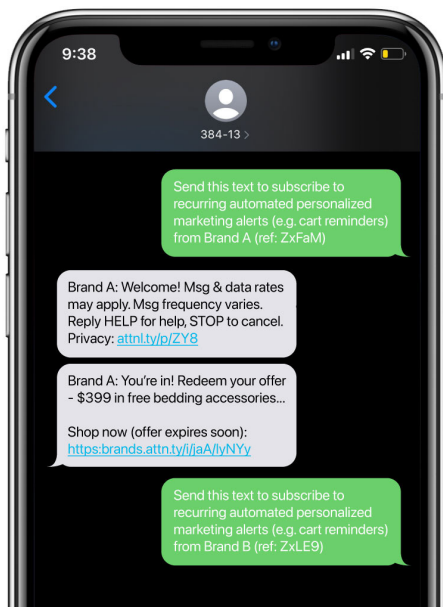 9:38
384-13 >
Send this text to subscribe to
recurring automated personalized
marketing alerts (e.g. cart reminders)
from Brand A (ref: ZxFaM)
Brand A: Welcome! Msg & data rates
may apply. Msg frequency varies.
Reply HELP for help, STOP to cancel.
Privacy: attnl.ty/p/ZY8
Brand A: You’re in! Redeem your offer
- $399 in free bedding accessories...
Shop now (offer expires soon):
https:brands.attn.ty/i/jaA/lyNYy
Send this text to subscribe to
recurring automated personalized
marketing alerts (e.g. cart reminders)
from Brand B (ref: ZxLE9)